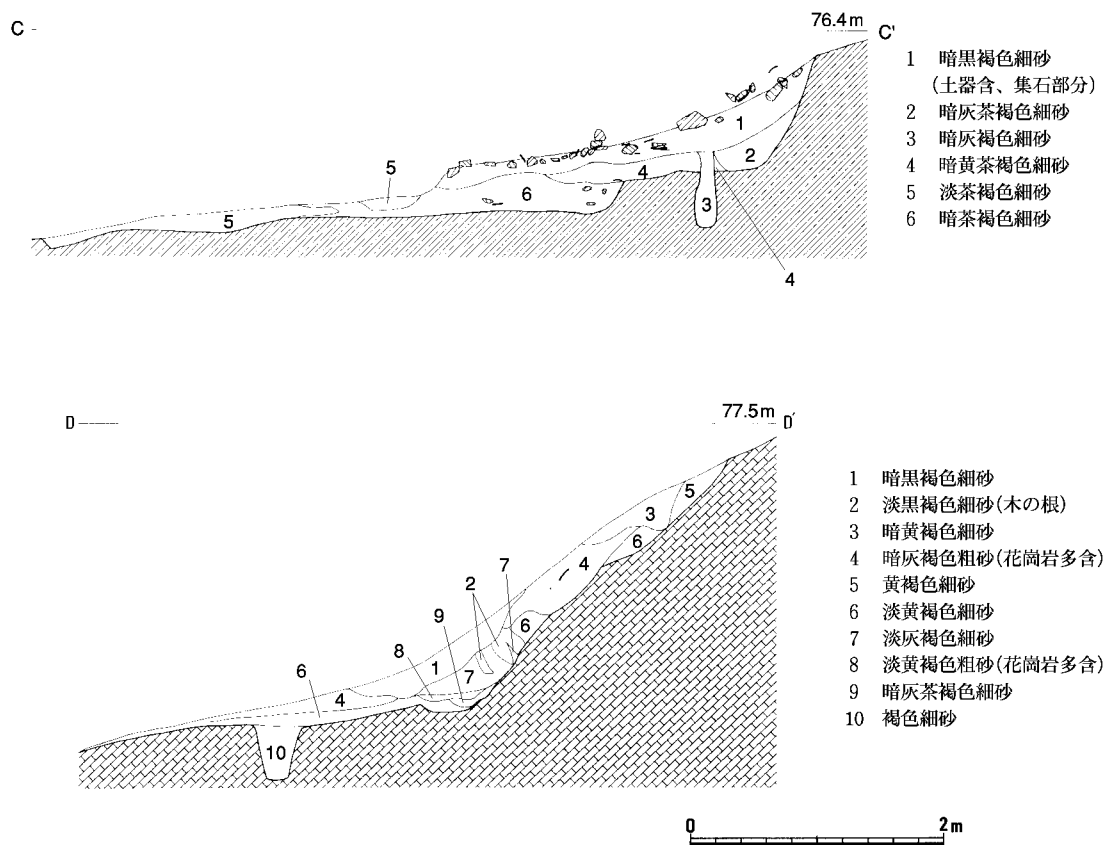 C
76.4m
C'
1 暗黒褐色細砂
(土器含、集石部分)
2 暗灰茶褐色細砂
3 暗灰褐色細砂
4 暗黄茶褐色細砂
5 淡茶褐色細砂
6 暗茶褐色細砂
1
2
5
4
6
3
5
4
D
77.5m
D'
1 暗黒褐色細砂
2 淡黒褐色細砂(木の根)
3 暗黄褐色細砂
4 暗灰褐色粗砂(花崗岩多含)
5 黄褐色細砂
6 淡黄褐色細砂
7 淡灰褐色細砂
8 淡黄褐色粗砂(花崗岩多含)
9 暗灰茶褐色細砂
10 褐色細砂
5
3
6
4
7
2
9
6
8
1
7
6
4
10
0
2m